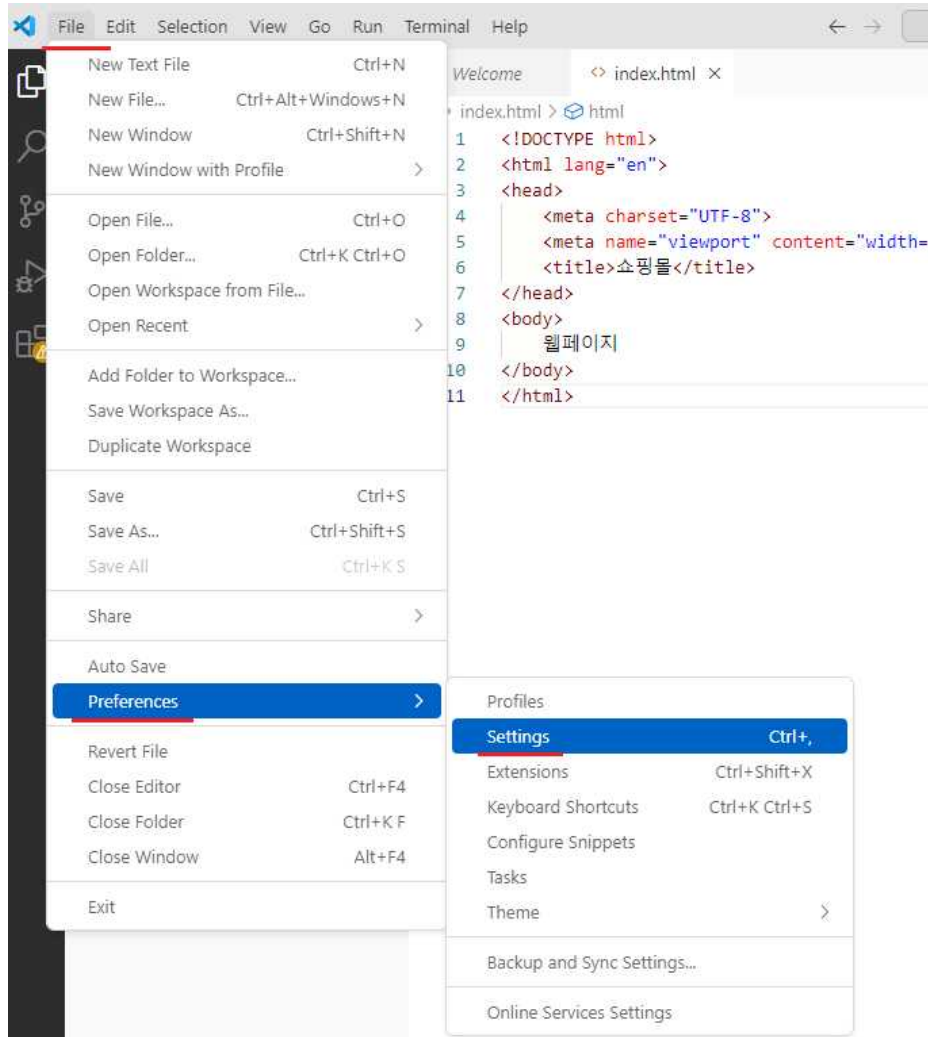 File Edit Selection View Go Run Terminal Help
New Text File Ctrl+N
New File... Ctrl+Alt+Windows+N
New Window Ctrl+Shift+N
New Window with Profile
Open File... Ctrl+O
Open Folder... Ctrl+K Ctrl+O
Open Workspace from File...
Open Recent
Add Folder to Workspace...
Save Workspace As...
Duplicate Workspace
Save Ctrl+S
Save As... Ctrl+Shift+S
Save All Ctrl+K S
Share
Auto Save
Preferences
Revert File
Close Editor Ctrl+F4
Close Folder Ctrl+K F
Close Window Alt+F4
Exit
Profiles
Settings Ctrl+,
Extensions Ctrl+Shift+X
Keyboard Shortcuts Ctrl+K Ctrl+S
Configure Snippets
Tasks
Theme
Backup and Sync Settings...
Online Services Settings
Welcome index.html
index.html > html
1 <!DOCTYPE html>
2 <html lang="en">
3 <head>
4 <meta charset="UTF-8">
5 <meta name="viewport" content="width=
6 <title>쇼핑몰</title>
7 </head>
8 <body>
9 웹페이지
10 </body>
11 </html>